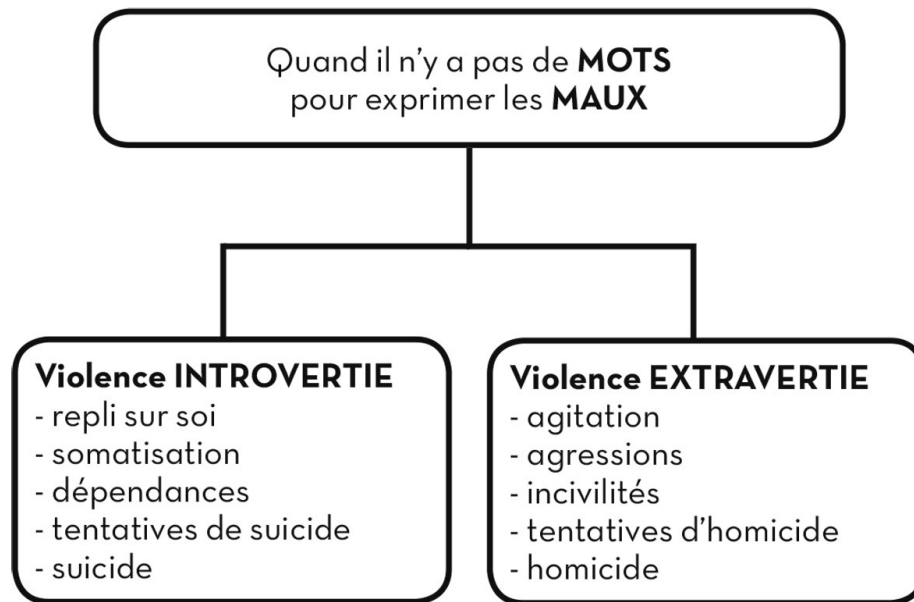 Quand il n’y a pas de MOTS
pour exprimer les MAUX
Violence INTROVERTIE
- repli sur soi
- somatisation
- dépendances
- tentatives de suicide
- suicide
Violence EXTRAVERTIE
- agitation
- agressions
- incivilités
- tentatives d’homicide
- homicide